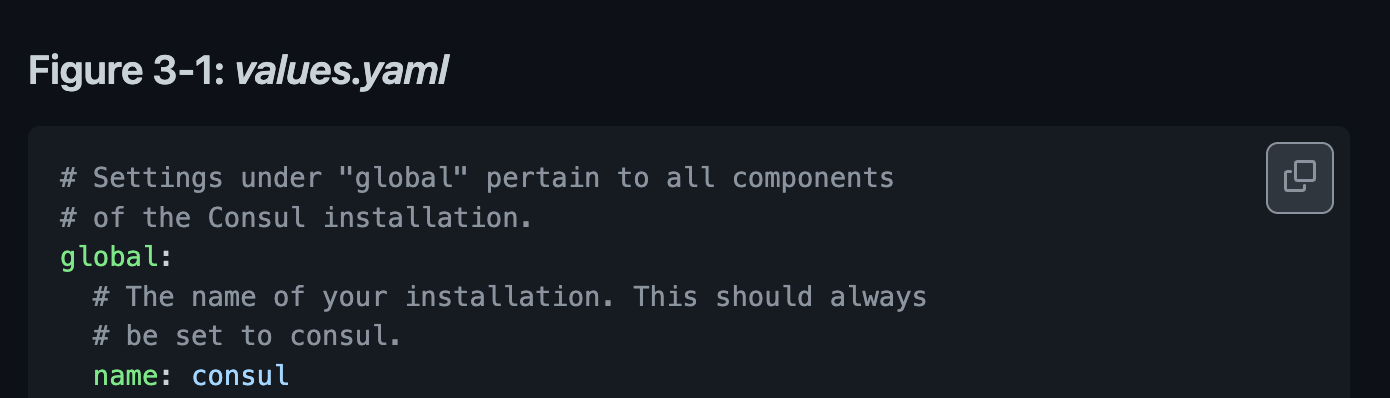 Figure 3-1: values.yaml
# Settings under "global" pertain to all components
# of the Consul installation.
global:
  # The name of your installation. This should always
  # be set to consul.
  name: consul